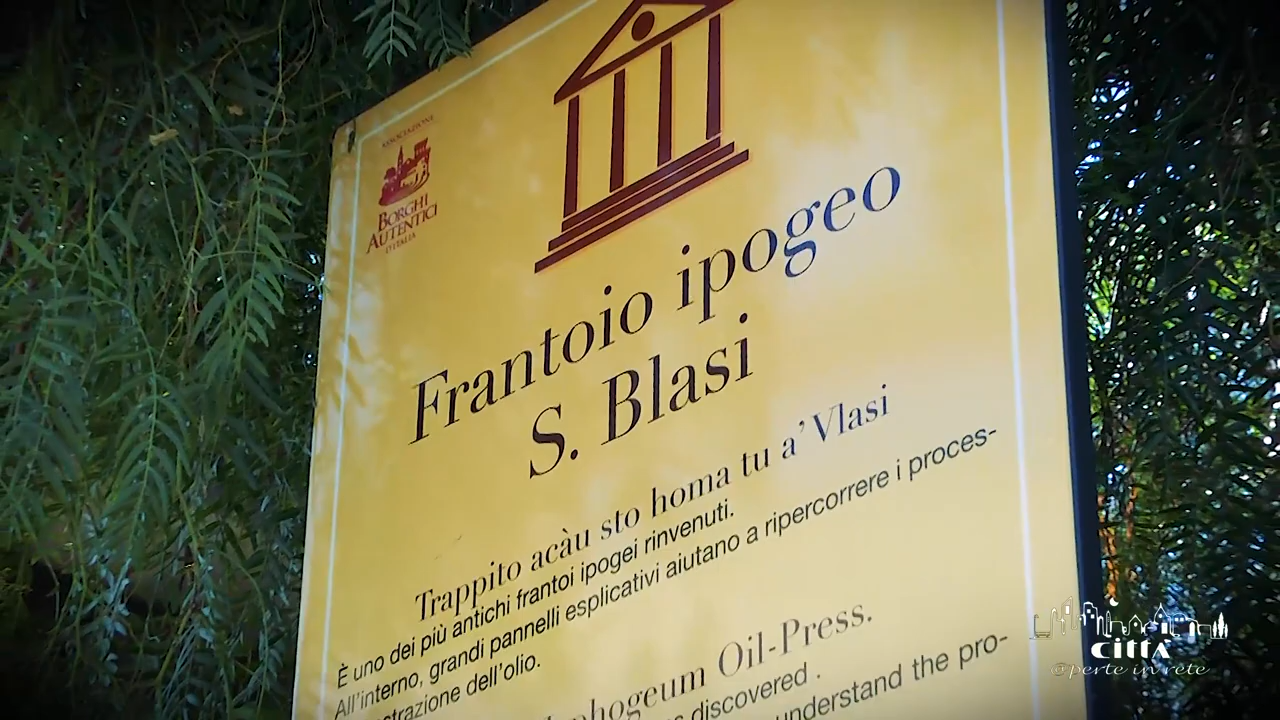 ASSOCIAZIONE
BORGHI
AUTENTICI
D'ITALIA
Frantoio ipogeo
S. Blasi
Trappito acàu sto homa tu a' Vlasi
È uno dei più antichi frantoi ipogei rinvenuti.
All'interno, grandi pannelli esplicativi aiutano a ripercorrere i proces-
strazione dell'olio.
phogeum Oil-Press.
discovered .
understand the pro-
CITTÀ
@perte in rete